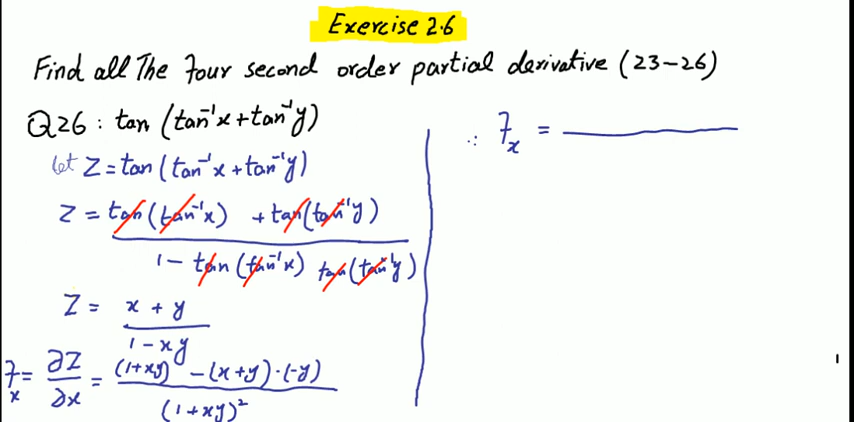 Exercise 2.6
Find all The four second order partial derivative (23-26)
Q26: tan (tan⁻¹x+tan⁻¹y)
let Z = tan (tan⁻¹x + tan⁻¹y)
Z = tan(tan⁻¹x) + tan(tan⁻¹y)
1 - tan (tan⁻¹x) tan(tan⁻¹y)
Z = x + y
1 - xy
fx = ∂Z/∂x = (1+xy) - (x+y)·(-y)
(1+xy)²
∴ fx =